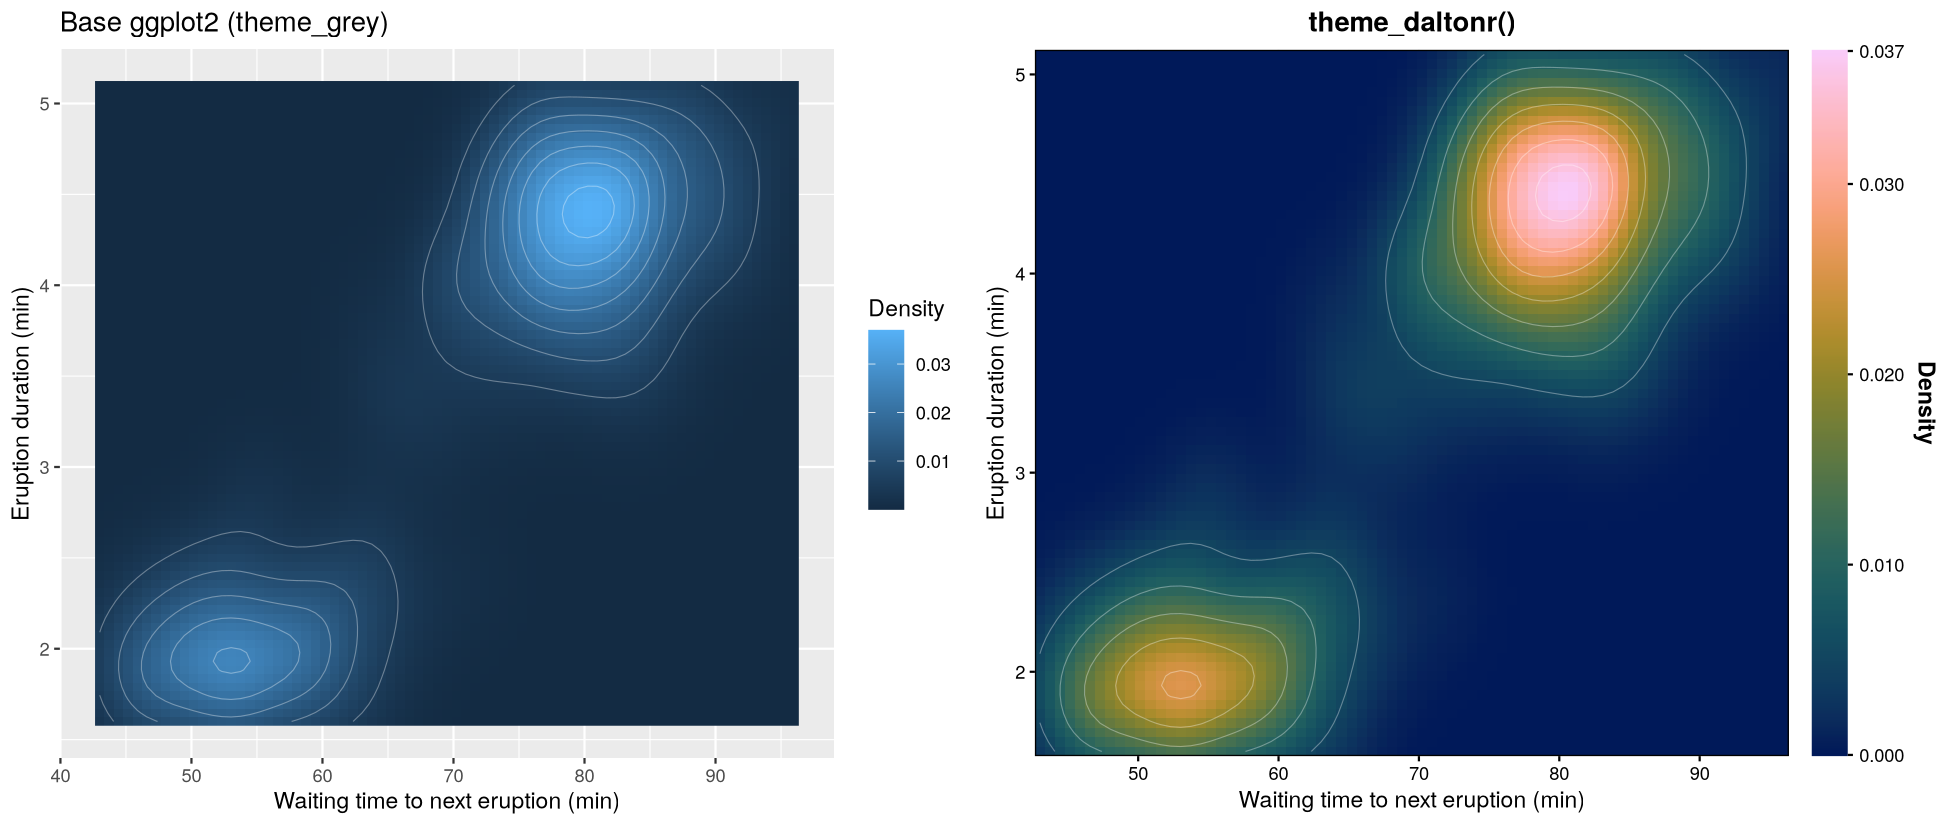 Base ggplot2 (theme_grey)
5
4
3
2
40 50 60 70 80 90
Waiting time to next eruption (min)
Eruption duration (min)
Density
0.03
0.02
0.01
theme_daltonr()
5
4
3
2
50 60 70 80 90
Waiting time to next eruption (min)
Eruption duration (min)
0.037
0.030
0.020
0.010
0.000
Density